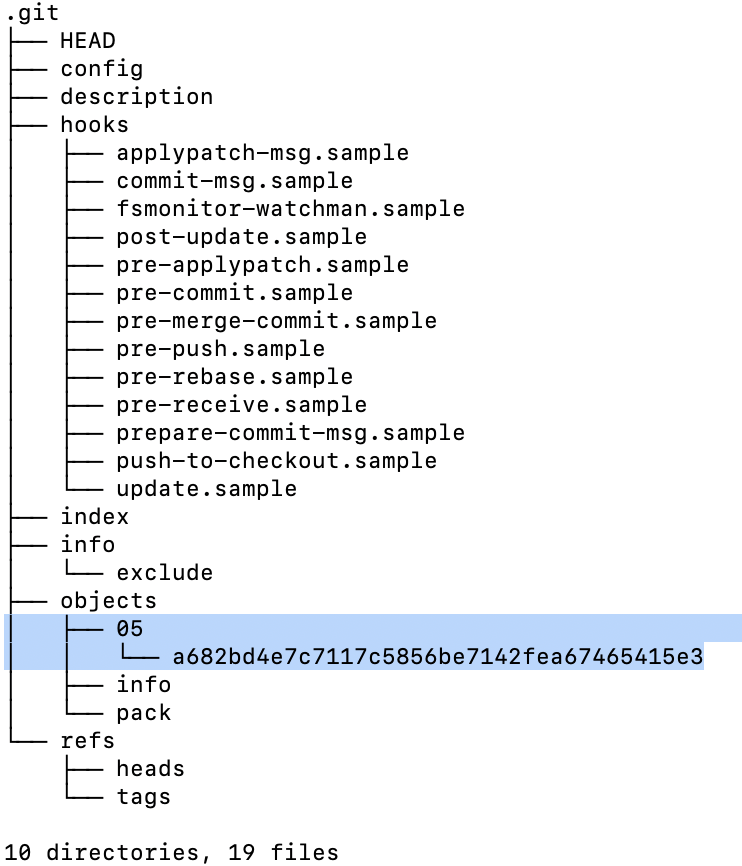 .git
├── HEAD
├── config
├── description
├── hooks
│   ├── applypatch-msg.sample
│   ├── commit-msg.sample
│   ├── fsmonitor-watchman.sample
│   ├── post-update.sample
│   ├── pre-applypatch.sample
│   ├── pre-commit.sample
│   ├── pre-merge-commit.sample
│   ├── pre-push.sample
│   ├── pre-rebase.sample
│   ├── pre-receive.sample
│   ├── prepare-commit-msg.sample
│   ├── push-to-checkout.sample
│   └── update.sample
├── index
├── info
│   └── exclude
├── objects
│   ├── 05
│   │   └── a682bd4e7c7117c5856be7142fea67465415e3
│   ├── info
│   └── pack
└── refs
    ├── heads
    └── tags
10 directories, 19 files